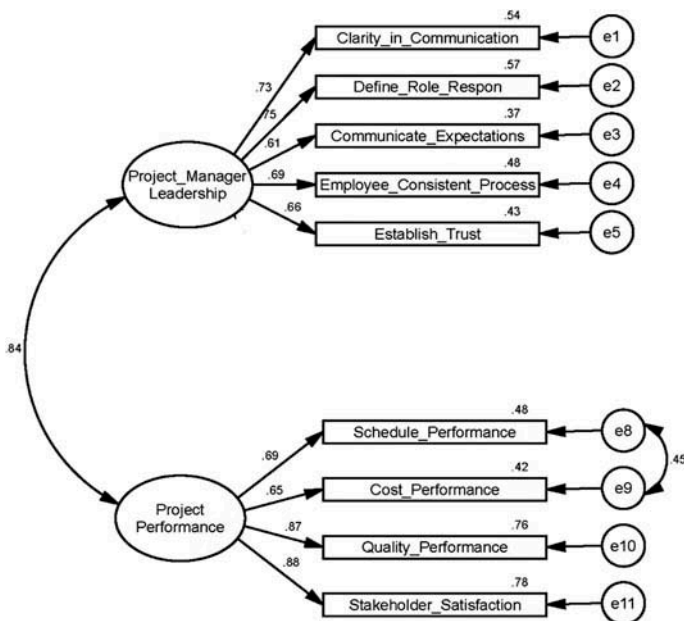 .54
Clarity_in_Communication
e1
.73
.57
Define_Role_Respon
e2
.75
.37
Communicate_Expectations
e3
.61
Project_Manager
Leadership
.48
Employee_Consistent_Process
e4
.69
.43
Establish_Trust
e5
.66
.84
.48
Schedule_Performance
e8
.69
.45
.42
Cost_Performance
e9
.65
Project
Performance
.76
Quality_Performance
e10
.87
.78
Stakeholder_Satisfaction
e11
.88